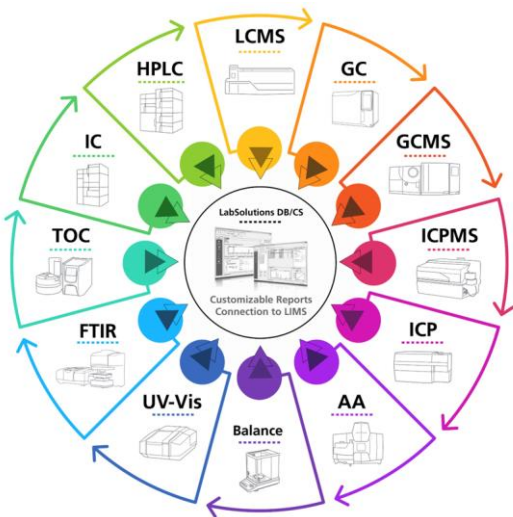 LCMS
GC
GCMS
ICPMS
ICP
AA
Balance
UV-Vis
FTIR
TOC
IC
HPLC
LabSolutions DB/CS
Customizable Reports
Connection to LIMS